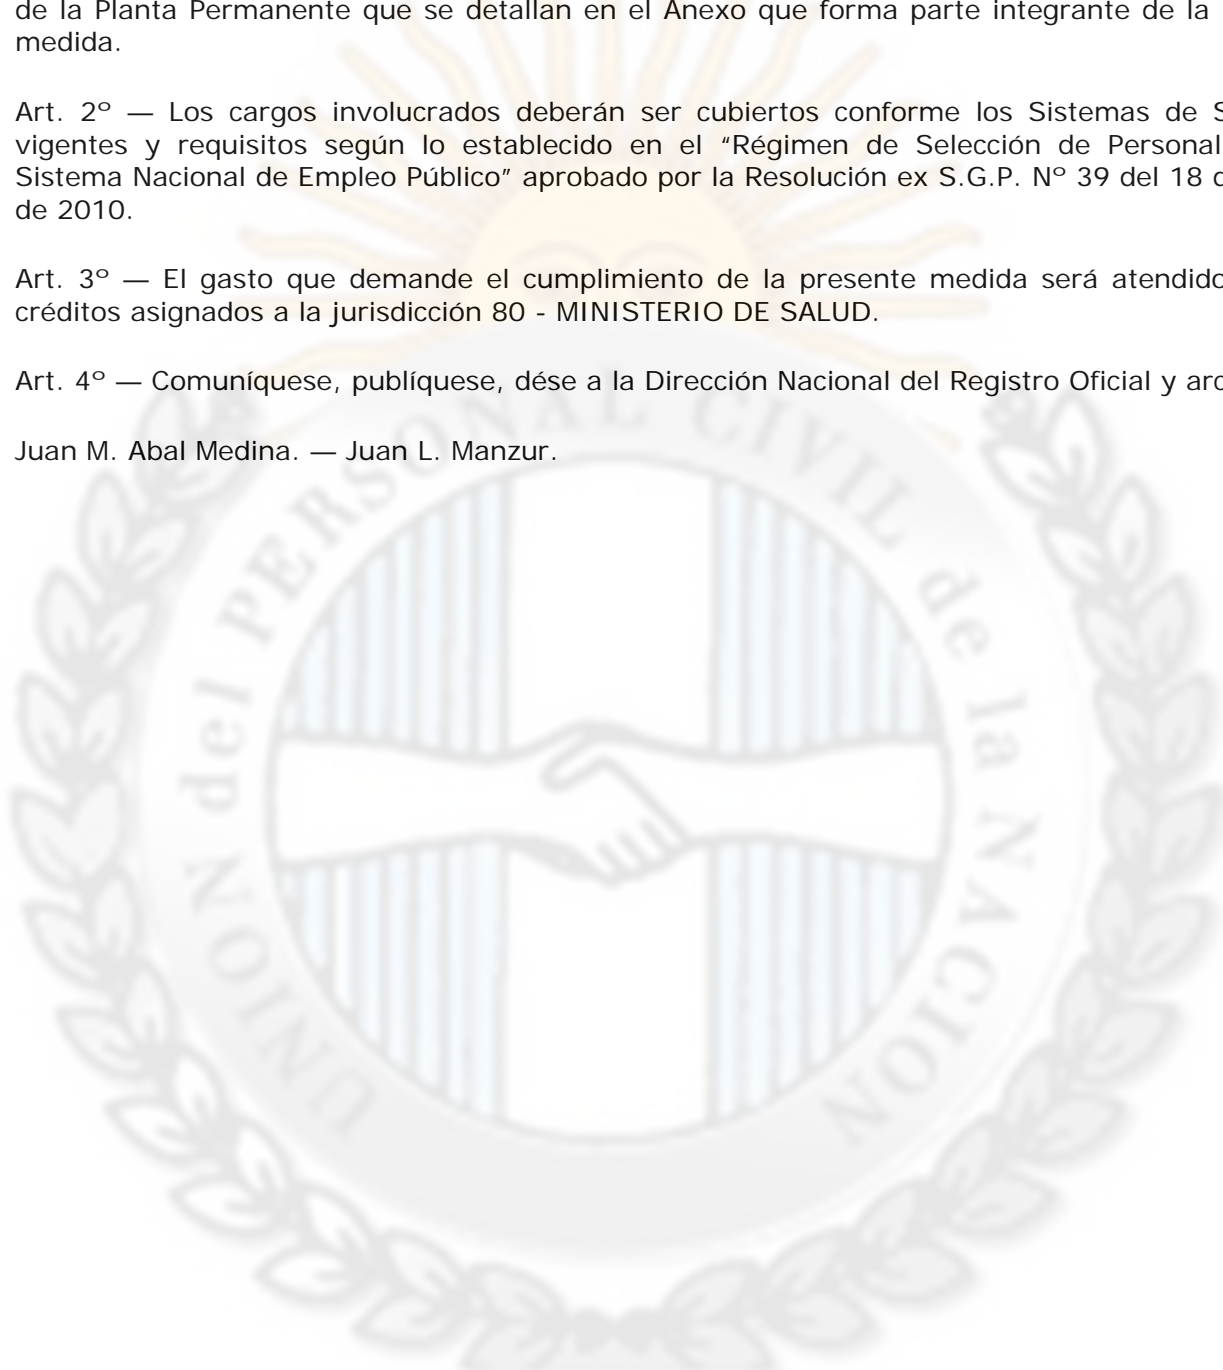 de la Planta Permanente que se detallan en el Anexo que forma parte integrante de la
medida.
Art. 2º — Los cargos involucrados deberán ser cubiertos conforme los Sistemas de S
vigentes y requisitos según lo establecido en el “Régimen de Selección de Personal
Sistema Nacional de Empleo Público” aprobado por la Resolución ex S.G.P. Nº 39 del 18 d
de 2010.
Art. 3º — El gasto que demande el cumplimiento de la presente medida será atendido
créditos asignados a la jurisdicción 80 - MINISTERIO DE SALUD.
Art. 4º — Comuníquese, publíquese, dése a la Dirección Nacional del Registro Oficial y arc
Juan M. Abal Medina. — Juan L. Manzur.
UNION del PERSONAL CIVIL de la NACION